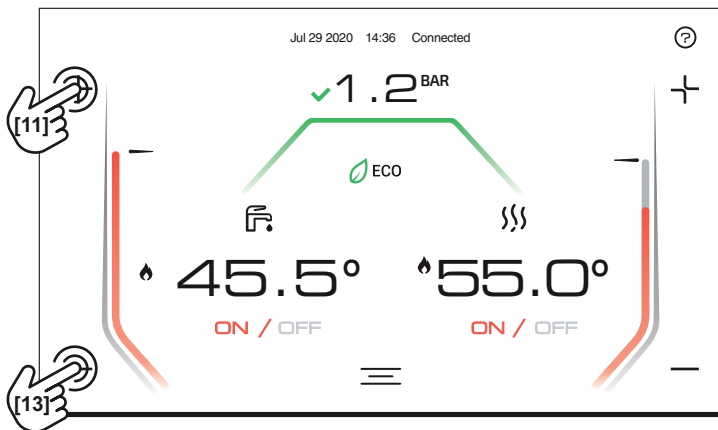 Jul 29 2020 14:36 Connected
?
1.2 BAR
[11]
ECO
45.5° 55.0°
ON / OFF ON / OFF
[13]